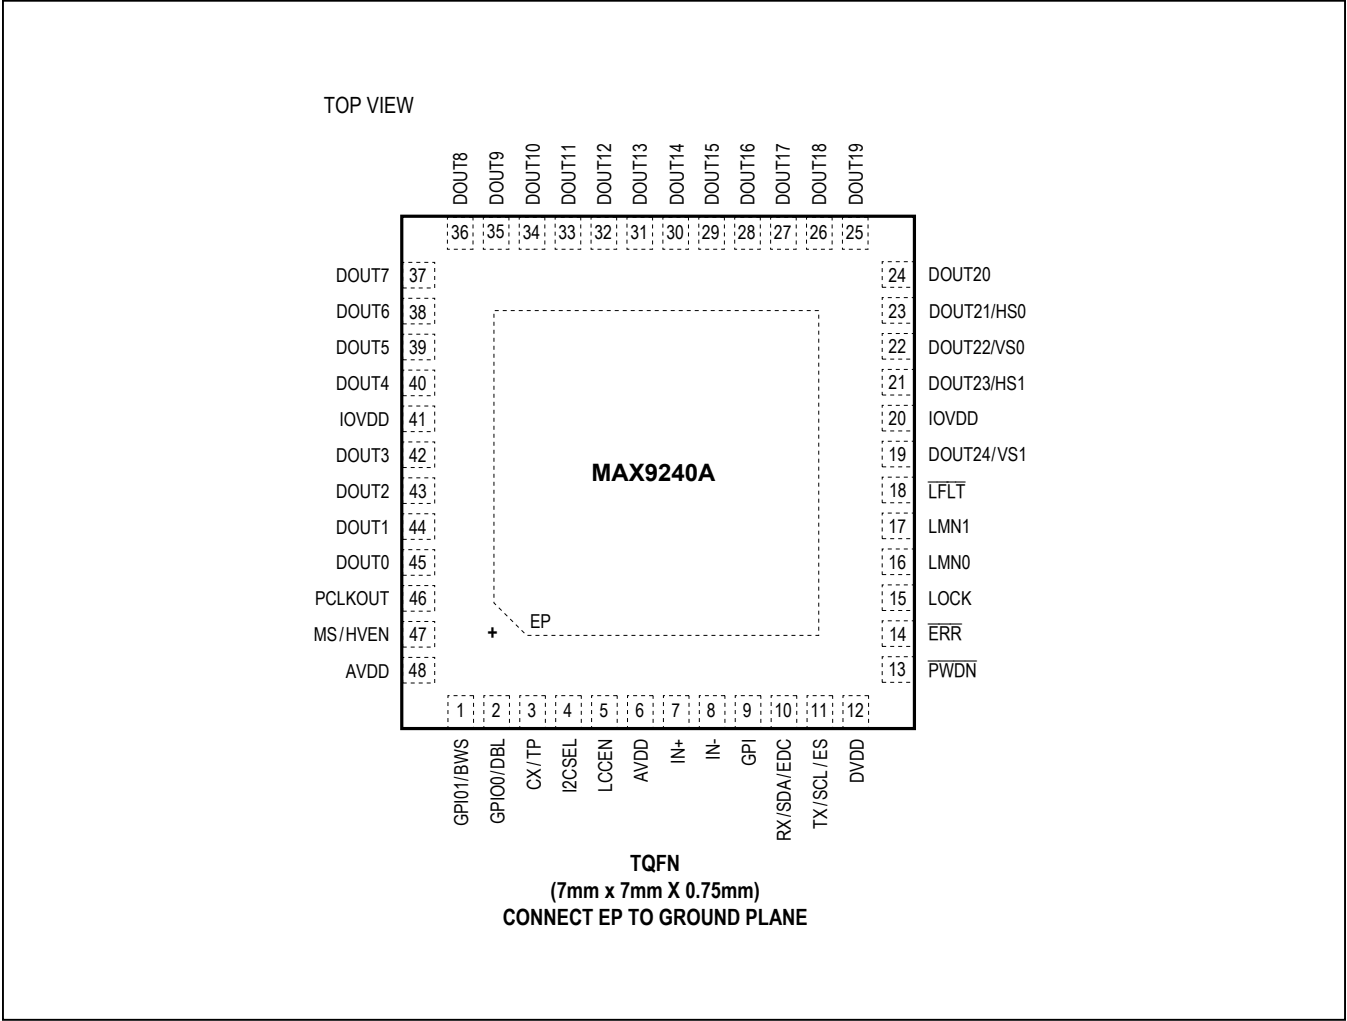 TOP VIEW
DOUT8
DOUT9
DOUT10
DOUT11
DOUT12
DOUT13
DOUT14
DOUT15
DOUT16
DOUT17
DOUT18
DOUT19
36 35 34 33 32 31 30 29 28 27 26 25
DOUT7 37
DOUT6 38
DOUT5 39
DOUT4 40
IOVDD 41
DOUT3 42
DOUT2 43
DOUT1 44
DOUT0 45
PCLKOUT 46
MS/HVEN 47
AVDD 48
24 DOUT20
23 DOUT21/HS0
22 DOUT22/VS0
21 DOUT23/HS1
20 IOVDD
19 DOUT24/VS1
18 LFLT
17 LMN1
16 LMN0
15 LOCK
14 ERR
13 PWDN
MAX9240A
EP
+
1 2 3 4 5 6 7 8 9 10 11 12
GPI01/BWS
GPIO0/DBL
CX/TP
I2CSEL
LCCEN
AVDD
IN+
IN-
GPI
RX/SDA/EDC
TX/SCL/ES
DVDD
TQFN
(7mm x 7mm X 0.75mm)
CONNECT EP TO GROUND PLANE